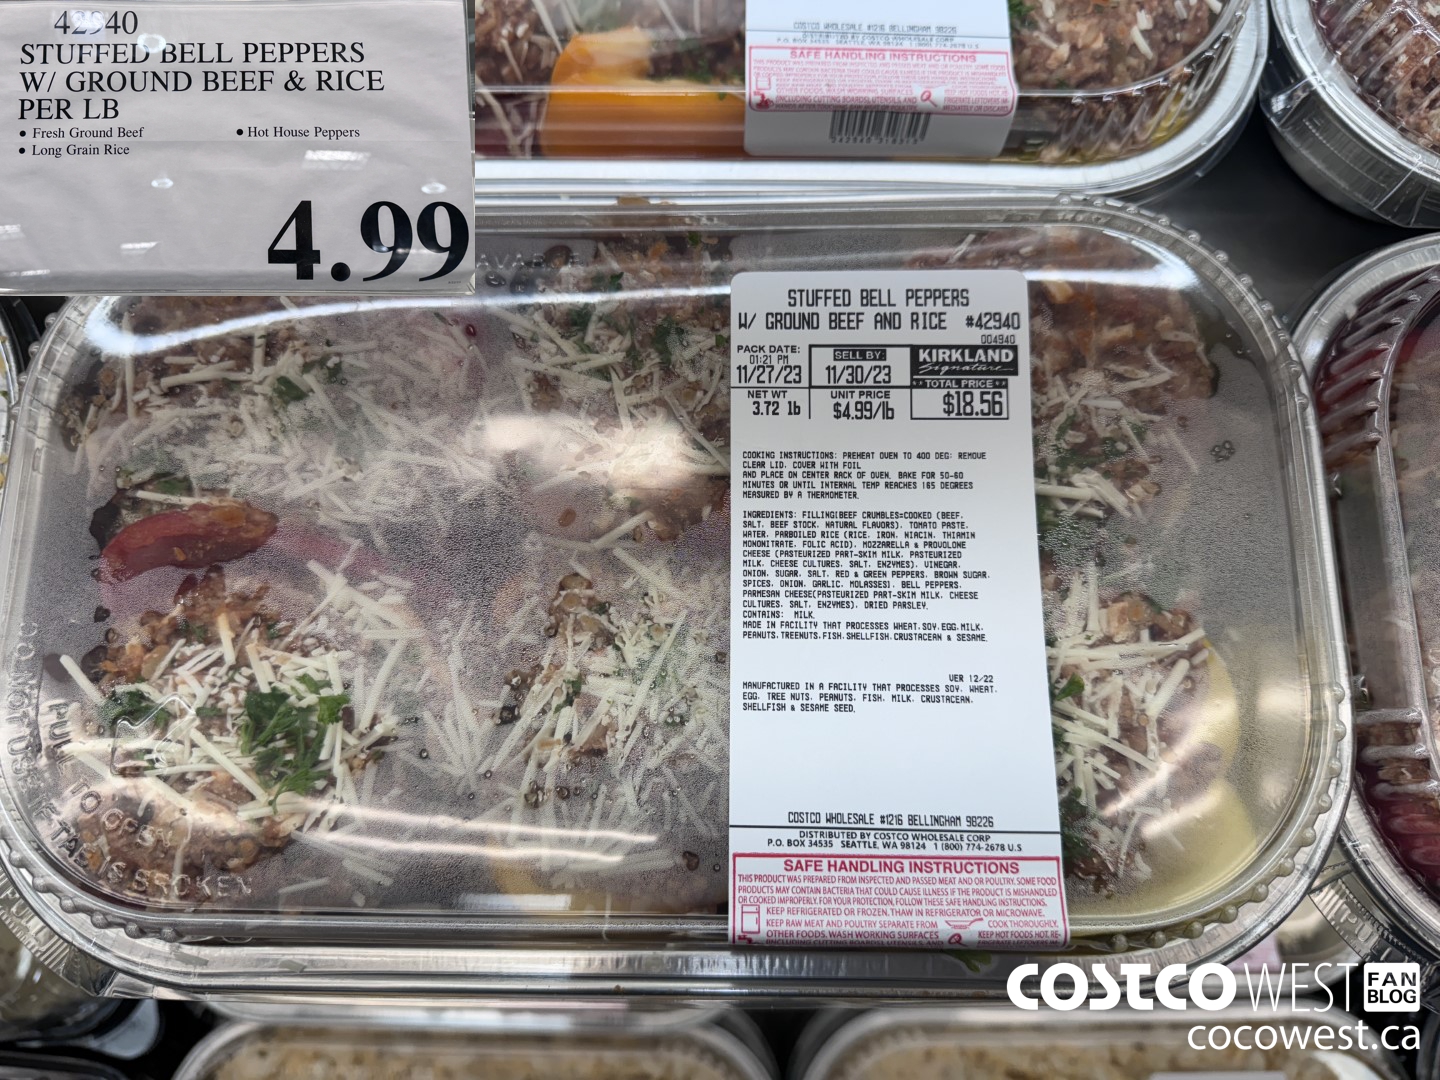 42940
STUFFED BELL PEPPERS
W/ GROUND BEEF & RICE
PER LB
• Fresh Ground Beef
• Hot House Peppers
• Long Grain Rice
4.99
COSTCO WHOLESALE #1216 BELLINGHAM 98226
SAFE HANDLING INSTRUCTIONS
STUFFED BELL PEPPERS
W/ GROUND BEEF AND RICE #42940
004940
PACK DATE:
01:21 PM
11/27/23
SELL BY:
11/30/23
KIRKLAND
Signature
**TOTAL PRICE**
$18.56
NET WT
3.72 lb
UNIT PRICE
$4.99/lb
COOKING INSTRUCTIONS: PREHEAT OVEN TO 400 DEG: REMOVE
CLEAR LID, COVER WITH FOIL
AND PLACE ON CENTER RACK OF OVEN. BAKE FOR 50-60
MINUTES OR UNTIL INTERNAL TEMP REACHES 165 DEGREES
MEASURED BY A THERMOMETER.
INGREDIENTS: FILLING(BEEF CRUMBLES=COOKED (BEEF,
SALT, BEEF STOCK, NATURAL FLAVORS), TOMATO PASTE,
WATER, PARBOILED RICE (RICE, IRON, NIACIN, THIAMIN
MONONITRATE, FOLIC ACID), MOZZARELLA & PROVOLONE
CHEESE (PASTEURIZED PART-SKIM MILK, PASTEURIZED
MILK, CHEESE CULTURES, SALT, ENZYMES), VINEGAR,
ONION, SUGAR, SALT, RED & GREEN PEPPERS, BROWN SUGAR,
SPICES, ONION, GARLIC, MOLASSES), BELL PEPPERS,
PARMESAN CHEESE(PASTEURIZED PART-SKIM MILK, CHEESE
CULTURES, SALT, ENZYMES), DRIED PARSLEY.
CONTAINS: MILK
MADE IN FACILITY THAT PROCESSES WHEAT,SOY,EGG,MILK,
PEANUTS,TREENUTS,FISH,SHELLFISH,CRUSTACEAN & SESAME.
VER 12/22
MANUFACTURED IN A FACILITY THAT PROCESSES SOY, WHEAT,
EGG, TREE NUTS, PEANUTS, FISH, MILK, CRUSTACEAN,
SHELLFISH & SESAME SEED.
COSTCO WHOLESALE #1216 BELLINGHAM 98226
DISTRIBUTED BY COSTCO WHOLESALE CORP
P.O. BOX 34535 SEATTLE, WA 98124 1 (800) 774-2678 U.S
SAFE HANDLING INSTRUCTIONS
THIS PRODUCT WAS PREPARED FROM INSPECTED AND PASSED MEAT AND OR POULTRY. SOME FOOD
PRODUCTS MAY CONTAIN BACTERIA THAT COULD CAUSE ILLNESS IF THE PRODUCT IS MISHANDLED
OR COOKED IMPROPERLY. FOR YOUR PROTECTION, FOLLOW THESE SAFE HANDLING INSTRUCTIONS.
KEEP REFRIGERATED OR FROZEN. THAW IN REFRIGERATOR OR MICROWAVE.
KEEP RAW MEAT AND POULTRY SEPARATE FROM
COOK THOROUGHLY.
OTHER FOODS. WASH WORKING SURFACES
KEEP HOT FOODS HOT. RE-
INCLUDING CUTTING BOARDS, UTENSILS, AND
COSTCO WEST FAN BLOG
cocowest.ca